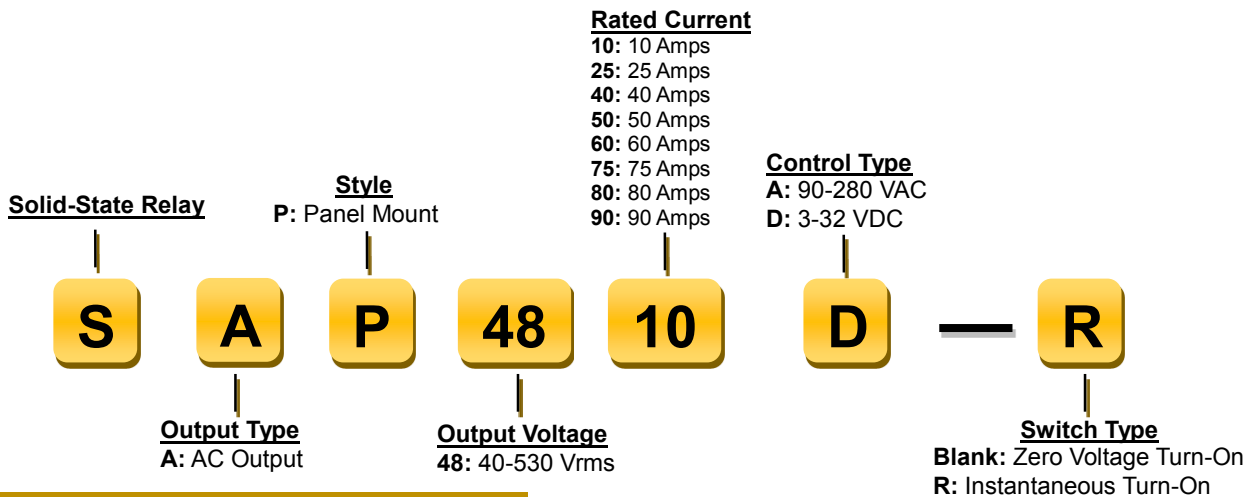 Rated Current
10: 10 Amps
25: 25 Amps
40: 40 Amps
50: 50 Amps
60: 60 Amps
75: 75 Amps
80: 80 Amps
90: 90 Amps
Control Type
A: 90-280 VAC
D: 3-32 VDC
Style
P: Panel Mount
Solid-State Relay
S A P 48 10 D — R
Output Type
A: AC Output
Output Voltage
48: 40-530 Vrms
Switch Type
Blank: Zero Voltage Turn-On
R: Instantaneous Turn-On